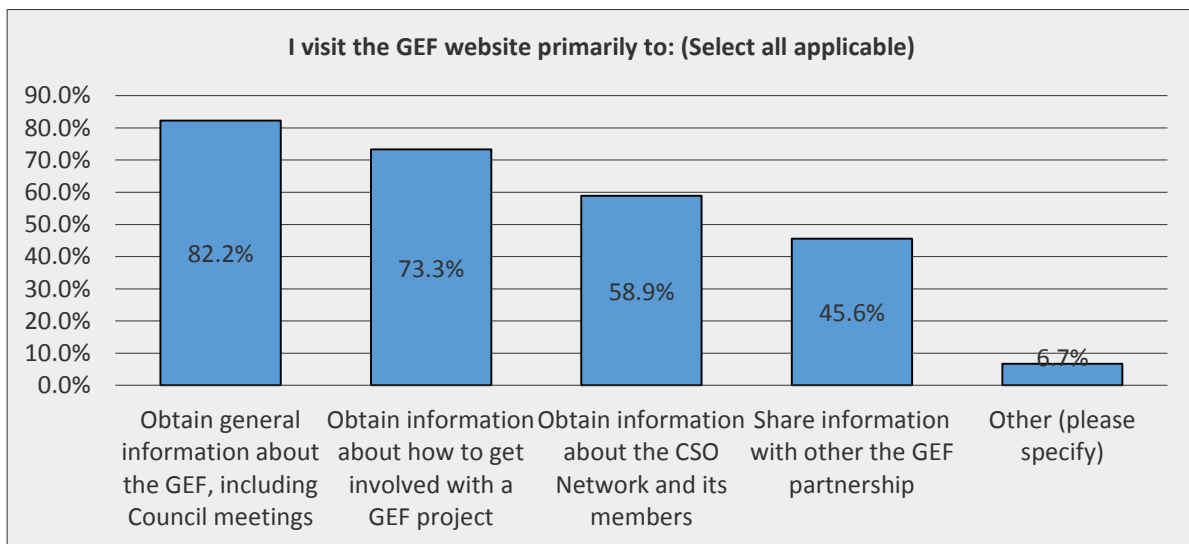 I visit the GEF website primarily to: (Select all applicable)
90.0%
80.0%
70.0%
60.0%
50.0%
40.0%
30.0%
20.0%
10.0%
0.0%
82.2%
73.3%
58.9%
45.6%
6.7%
Obtain general
information about
the GEF, including
Council meetings
Obtain information
about how to get
involved with a
GEF project
Obtain information
about the CSO
Network and its
members
Share information
with other the GEF
partnership
Other (please
specify)